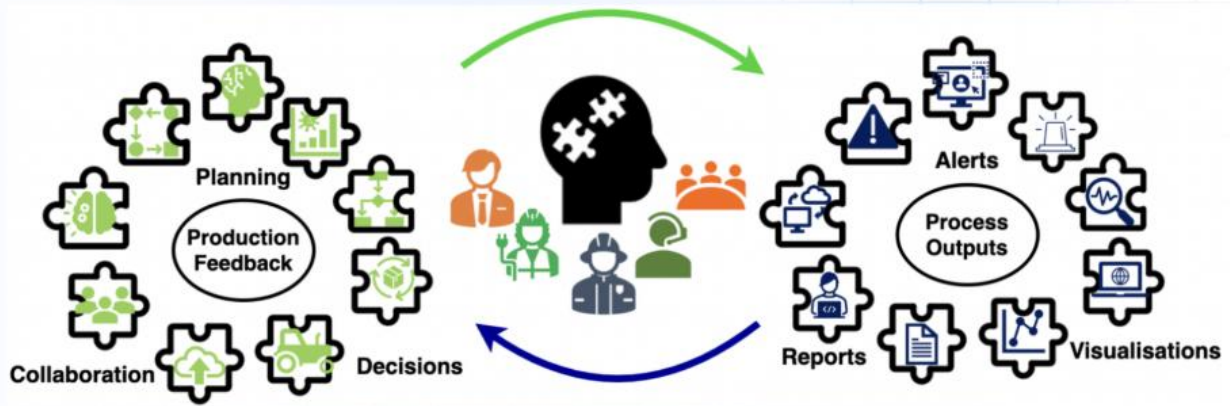 Planning
Production
Feedback
Collaboration
Decisions
Alerts
Process
Outputs
Reports
Visualisations